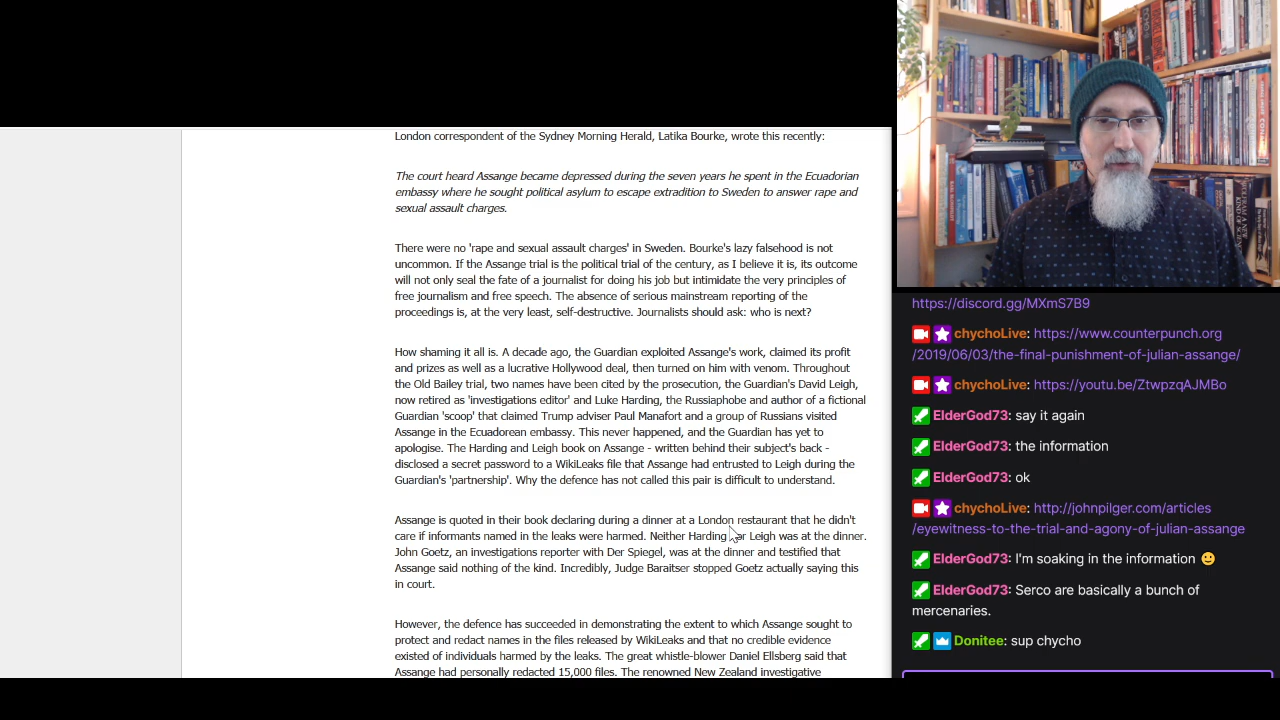 London correspondent of the Sydney Morning Herald, Latika Bourke, wrote this recently:
The court heard Assange became depressed during the seven years he spent in the Ecuadorian
embassy where he sought political asylum to escape extradition to Sweden to answer rape and
sexual assault charges.
There were no 'rape and sexual assault charges' in Sweden. Bourke's lazy falsehood is not
uncommon. If the Assange trial is the political trial of the century, as I believe it is, its outcome
will not only seal the fate of a journalist for doing his job but intimidate the very principles of
free journalism and free speech. The absence of serious mainstream reporting of the
proceedings is, at the very least, self-destructive. Journalists should ask: who is next?
How shaming it all is. A decade ago, the Guardian exploited Assange's work, claimed its profit
and prizes as well as a lucrative Hollywood deal, then turned on him with venom. Throughout
the Old Bailey trial, two names have been cited by the prosecution, the Guardian's David Leigh,
now retired as 'investigations editor' and Luke Harding, the Russiaphobe and author of a fictional
Guardian 'scoop' that claimed Trump adviser Paul Manafort and a group of Russians visited
Assange in the Ecuadorean embassy. This never happened, and the Guardian has yet to
apologise. The Harding and Leigh book on Assange - written behind their subject's back -
disclosed a secret password to a WikiLeaks file that Assange had entrusted to Leigh during the
Guardian's 'partnership'. Why the defence has not called this pair is difficult to understand.
Assange is quoted in their book declaring during a dinner at a London restaurant that he didn't
care if informants named in the leaks were harmed. Neither Harding Leigh was at the dinner.
John Goetz, an investigations reporter with Der Spiegel, was at the dinner and testified that
Assange said nothing of the kind. Incredibly, Judge Baraitser stopped Goetz actually saying this
in court.
However, the defence has succeeded in demonstrating the extent to which Assange sought to
protect and redact names in the files released by WikiLeaks and that no credible evidence
existed of individuals harmed by the leaks. The great whistle-blower Daniel Ellsberg said that
Assange had personally redacted 15,000 files. The renowned New Zealand investigative
https://discord.gg/MXmS7B9
chychoLive: https://www.counterpunch.org
/2019/06/03/the-final-punishment-of-julian-assange/
chychoLive: https://youtu.be/ZtwpzqAJMBo
ElderGod73: say it again
ElderGod73: the information
ElderGod73: ok
chychoLive: http://johnpilger.com/articles
/eyewitness-to-the-trial-and-agony-of-julian-assange
ElderGod73: I'm soaking in the information 🙂
ElderGod73: Serco are basically a bunch of
mercenaries.
Donitee: sup chycho